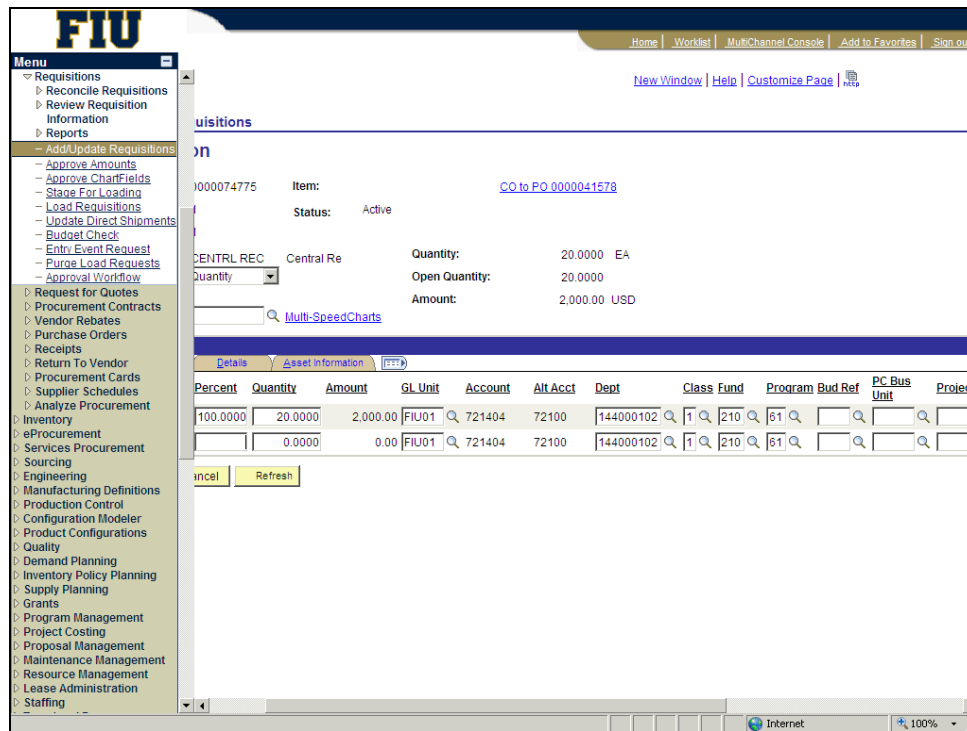 FIU
Home | Worklist | MultiChannel Console | Add to Favorites | Sign ou
Menu
New Window | Help | Customize Page | http
Requisitions
Reconcile Requisitions
Review Requisition
Information
Reports
Add/Update Requisitions
Approve Amounts
Approve ChartFields
Stage For Loading
Load Requisitions
Update Direct Shipments
Budget Check
Entry Event Request
Purge Load Requests
Approval Workflow
Request for Quotes
Procurement Contracts
Vendor Rebates
Purchase Orders
Receipts
Return To Vendor
Procurement Cards
Supplier Schedules
Analyze Procurement
Inventory
eProcurement
Services Procurement
Sourcing
Engineering
Manufacturing Definitions
Production Control
Configuration Modeler
Product Configurations
Quality
Demand Planning
Inventory Policy Planning
Supply Planning
Grants
Program Management
Project Costing
Proposal Management
Maintenance Management
Resource Management
Lease Administration
Staffing
uisitions
on
0000074775 Item: CO to PO 0000041578
Status: Active
CENTRL REC Central Re Quantity: 20.0000 EA
Quantity Open Quantity: 20.0000
Amount: 2,000.00 USD
Multi-SpeedCharts
Details Asset Information
Percent Quantity Amount GL Unit Account Alt Acct Dept Class Fund Program Bud Ref PC Bus Unit Projec
100.0000 20.0000 2,000.00 FIU01 721404 72100 144000102 1 210 61
0.0000 0.00 FIU01 721404 72100 144000102 1 210 61
ancel Refresh
Internet 100%